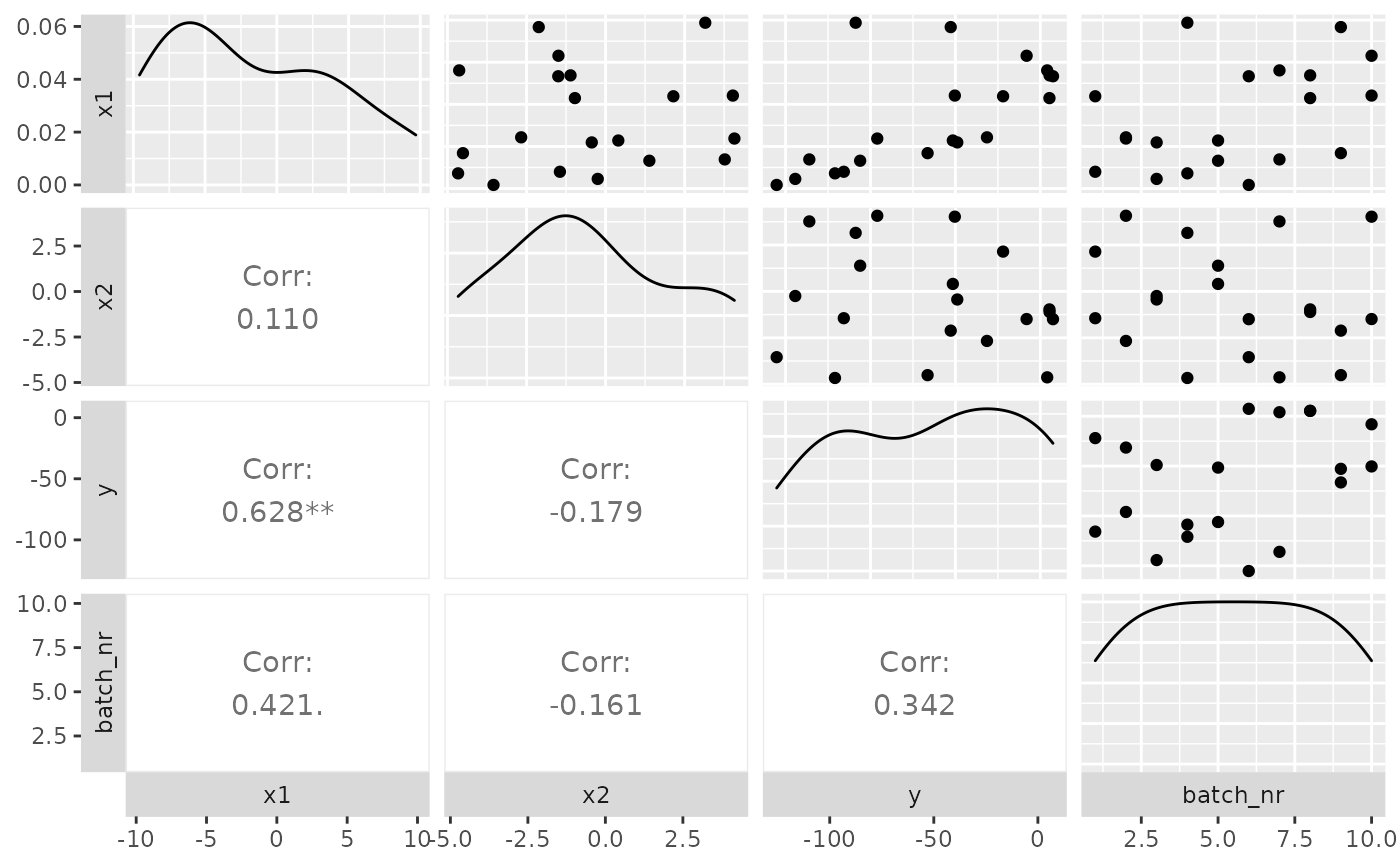 0.06
0.04
0.02
0.00
x1
2.5
0.0
-2.5
-5.0
x2
Corr:
0.110
0
-50
-100
y
Corr:
0.628**
Corr:
-0.179
10.0
7.5
5.0
2.5
batch_nr
Corr:
0.421.
Corr:
-0.161
Corr:
0.342
x1 x2 y batch_nr
-10 -5 0 5 10 -5.0 -2.5 0.0 2.5 -100 -50 0 2.5 5.0 7.5 10.0